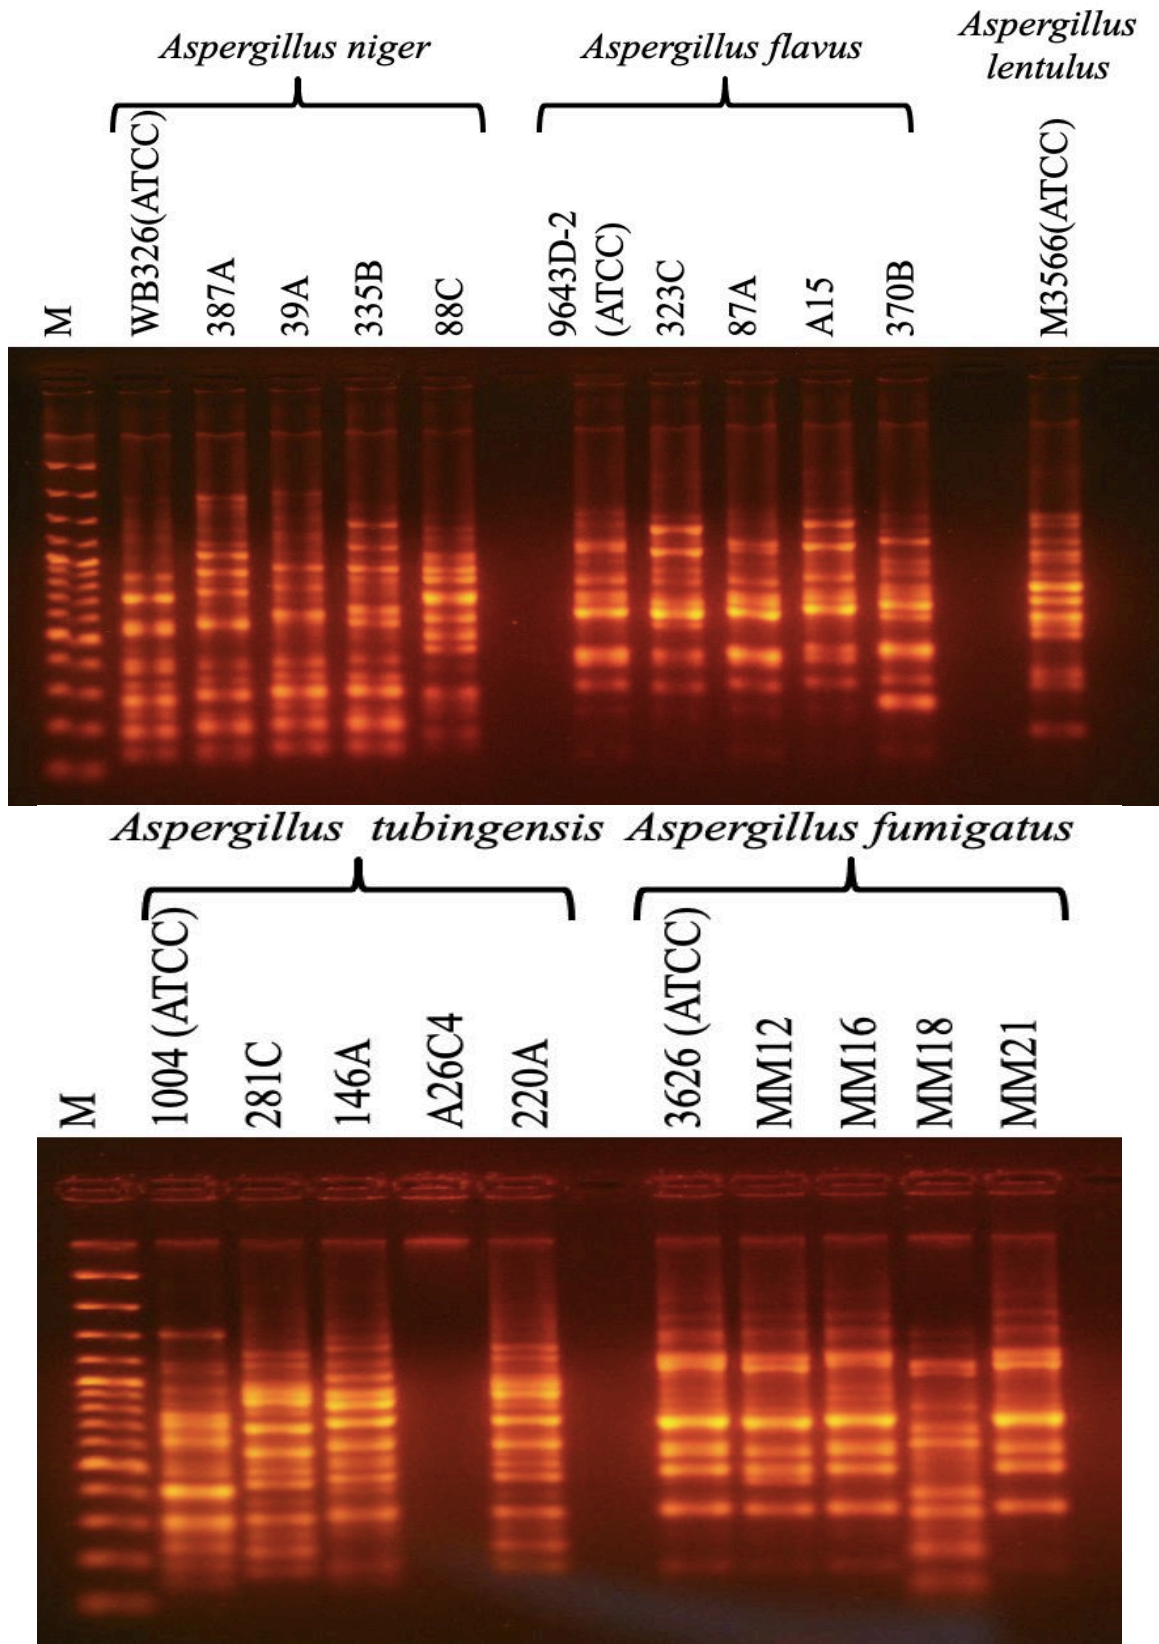 Aspergillus niger
Aspergillus flavus
Aspergillus
lentulus
M
WB326(ATCC)
387A
39A
335B
88C
9643D-2
(ATCC)
323C
87A
A15
370B
M3566(ATCC)
Aspergillus tubingensis
Aspergillus fumigatus
M
1004 (ATCC)
281C
146A
A26C4
220A
3626 (ATCC)
MM12
MM16
MM18
MM21